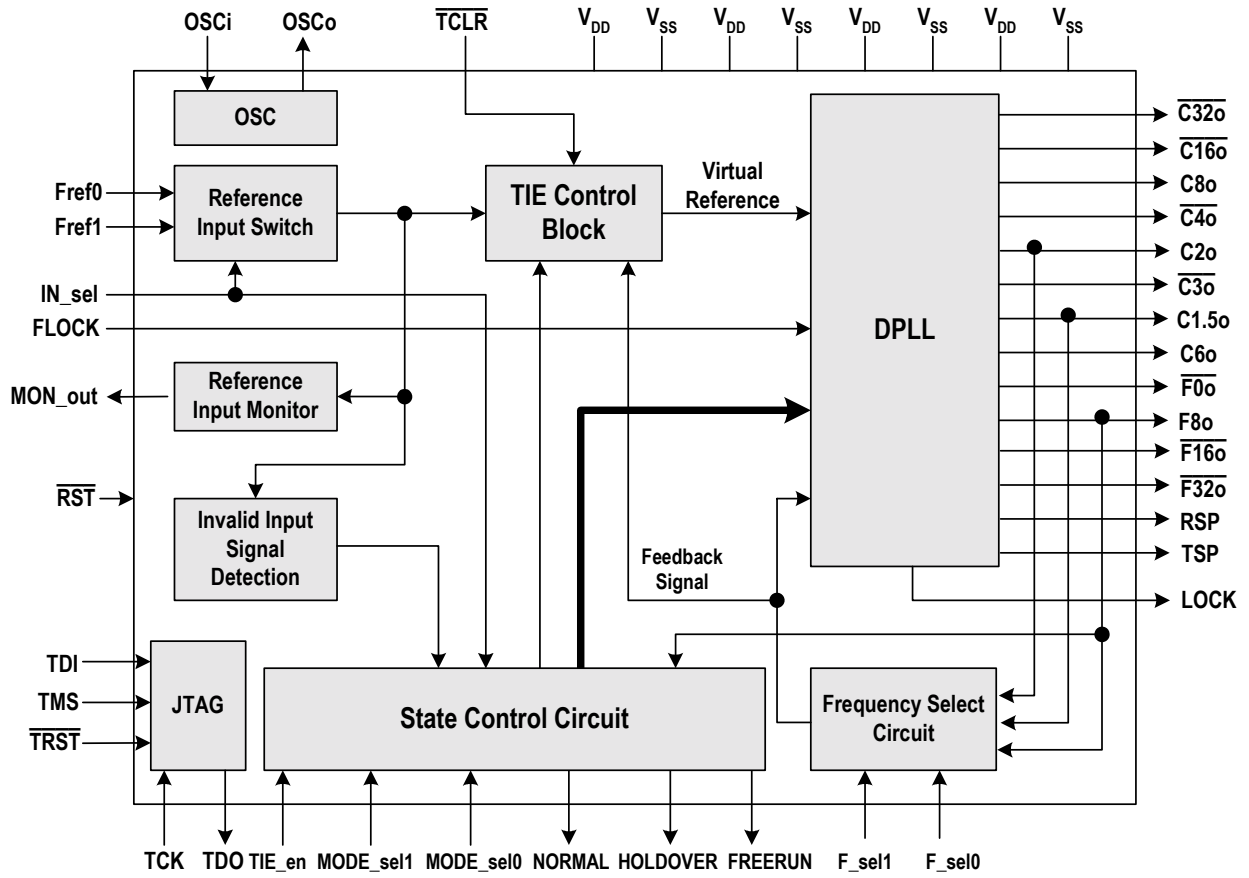 OSCi
OSCo
TCLR
VDD
VSS
VDD
VSS
VDD
VSS
VDD
VSS
OSC
Fref0
Fref1
Reference
Input Switch
TIE Control
Block
Virtual
Reference
DPLL
IN_sel
FLOCK
MON_out
Reference
Input Monitor
RST
Invalid Input
Signal
Detection
Feedback
Signal
C32o
C16o
C8o
C4o
C2o
C3o
C1.5o
C6o
F0o
F8o
F16o
F32o
RSP
TSP
LOCK
TDI
TMS
TRST
JTAG
State Control Circuit
Frequency Select
Circuit
TCK
TDO
TIE_en
MODE_sel1
MODE_sel0
NORMAL
HOLDOVER
FREERUN
F_sel1
F_sel0